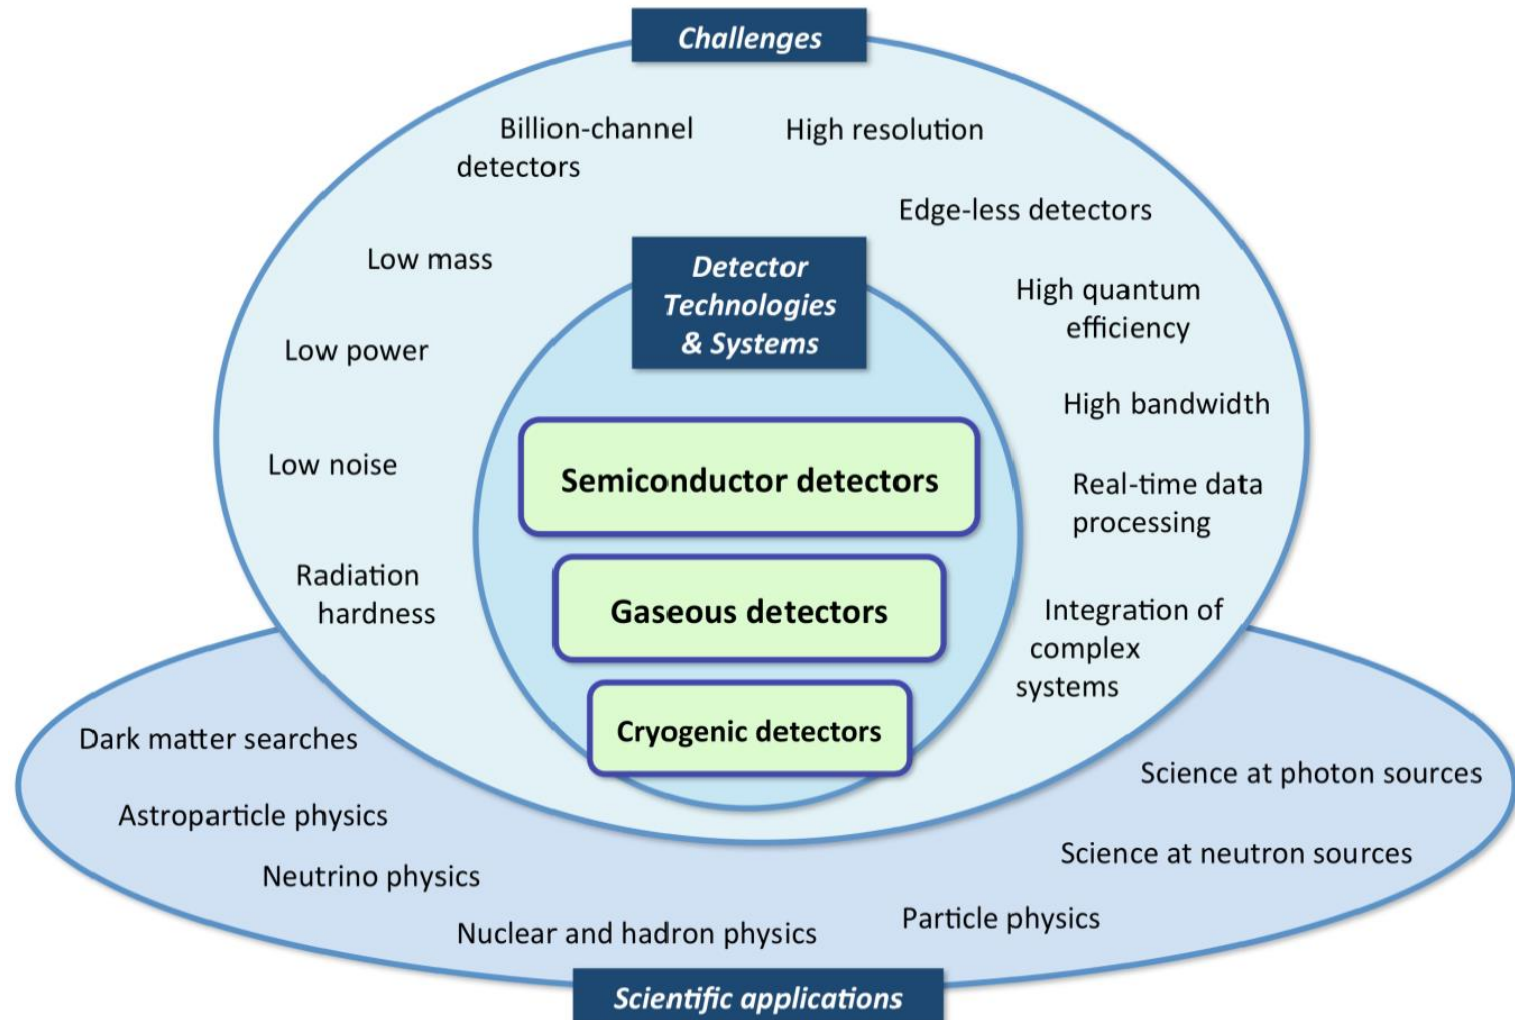 Challenges
Billion-channel
detectors
High resolution
Edge-less detectors
Low mass
Detector
Technologies
& Systems
High quantum
efficiency
Low power
High bandwidth
Low noise
Semiconductor detectors
Real-time data
processing
Radiation
hardness
Gaseous detectors
Integration of
complex
systems
Cryogenic detectors
Dark matter searches
Science at photon sources
Astroparticle physics
Science at neutron sources
Neutrino physics
Particle physics
Nuclear and hadron physics
Scientific applications